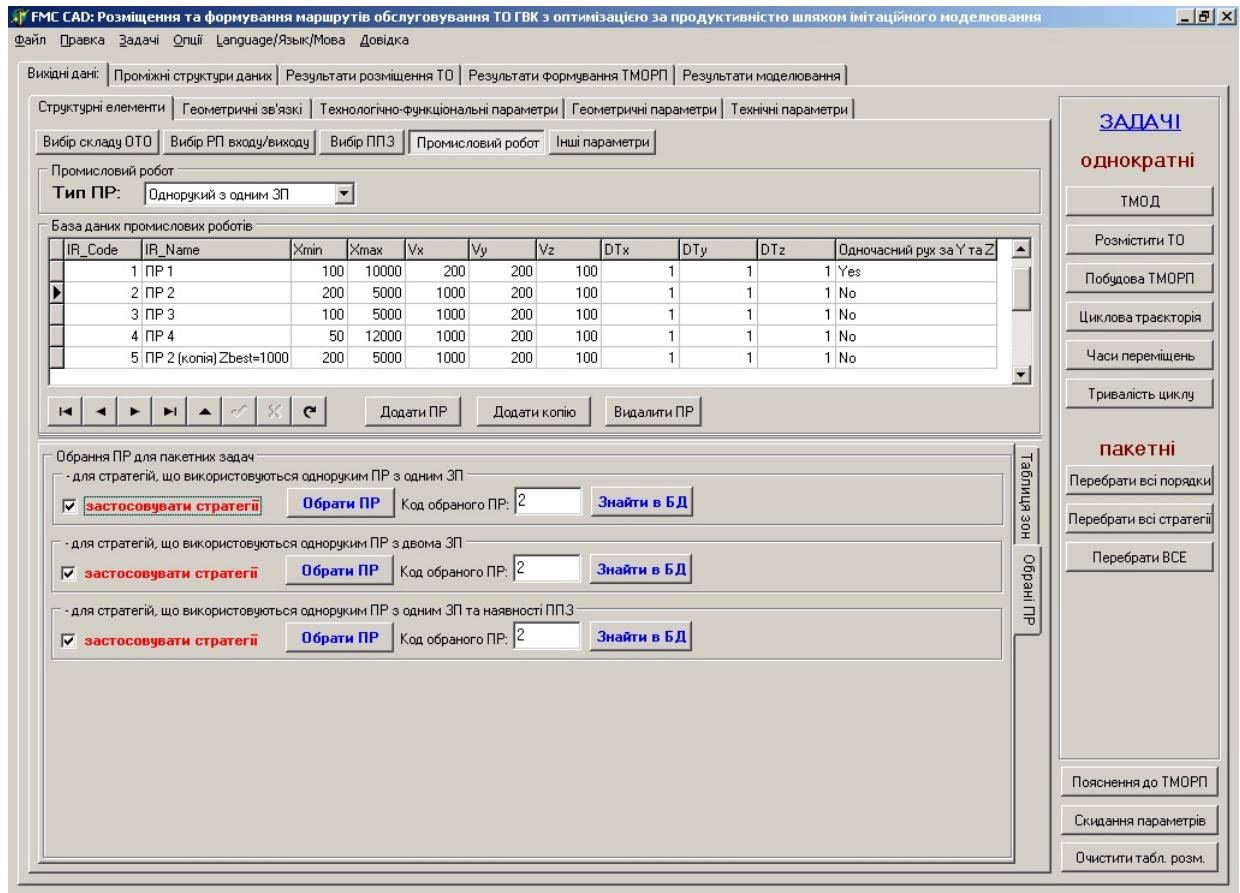 FMC CAD: Розміщення та формування маршрутів обслуговування ТО ГВК з оптимізацією за продуктивністю шляхом імітаційного моделювання
Файл Правка Задачі Опції Language/Язык/Мова Довідка
Вихідні дані: Проміжні структури даних Результати розміщення ТО Результати формування ТМОРП Результати моделювання
Структурні елементи Геометричні зв'язкі Технологічно-функціональні параметри Геометричні параметри Технічні параметри
Вибір складу ОТО Вибір РП входу/виходу Вибір ППЗ Промисловий робот Інші параметри
Промисловий робот
Тип ПР: Однорукий з одним ЗП
База даних промислових роботів
IR_Code IR_Name Xmin Xmax Vx Vy Vz DTx DTy DTz Одночасний рух за Y та Z
1 ПР 1 100 10000 200 200 100 1 1 1 Yes
2 ПР 2 200 5000 1000 200 100 1 1 1 No
3 ПР 3 100 5000 1000 200 100 1 1 1 No
4 ПР 4 50 12000 1000 200 100 1 1 1 No
5 ПР 2 (копія) Zbest=1000 200 5000 1000 200 100 1 1 1 No
Додати ПР Додати копію Видалити ПР
Обрання ПР для пакетних задач
- для стратегій, що використовуються одноруким ПР з одним ЗП
застосовувати стратегії Обрати ПР Код обраного ПР: 2 Знайти в БД
- для стратегій, що використовуються одноруким ПР з двома ЗП
застосовувати стратегії Обрати ПР Код обраного ПР: 2 Знайти в БД
- для стратегій, що використовуються одноруким ПР з одним ЗП та наявності ППЗ
застосовувати стратегії Обрати ПР Код обраного ПР: 2 Знайти в БД
Таблиця зон
Обрані ПР
ЗАДАЧІ
однократні
ТМОД
Розмістити ТО
Побудова ТМОРП
Циклова траєкторія
Часи переміщень
Тривалість циклу
пакетні
Перебрати всі порядки
Перебрати всі стратегії
Перебрати ВСЕ
Пояснення до ТМОРП
Скидання параметрів
Очистити табл. розм.